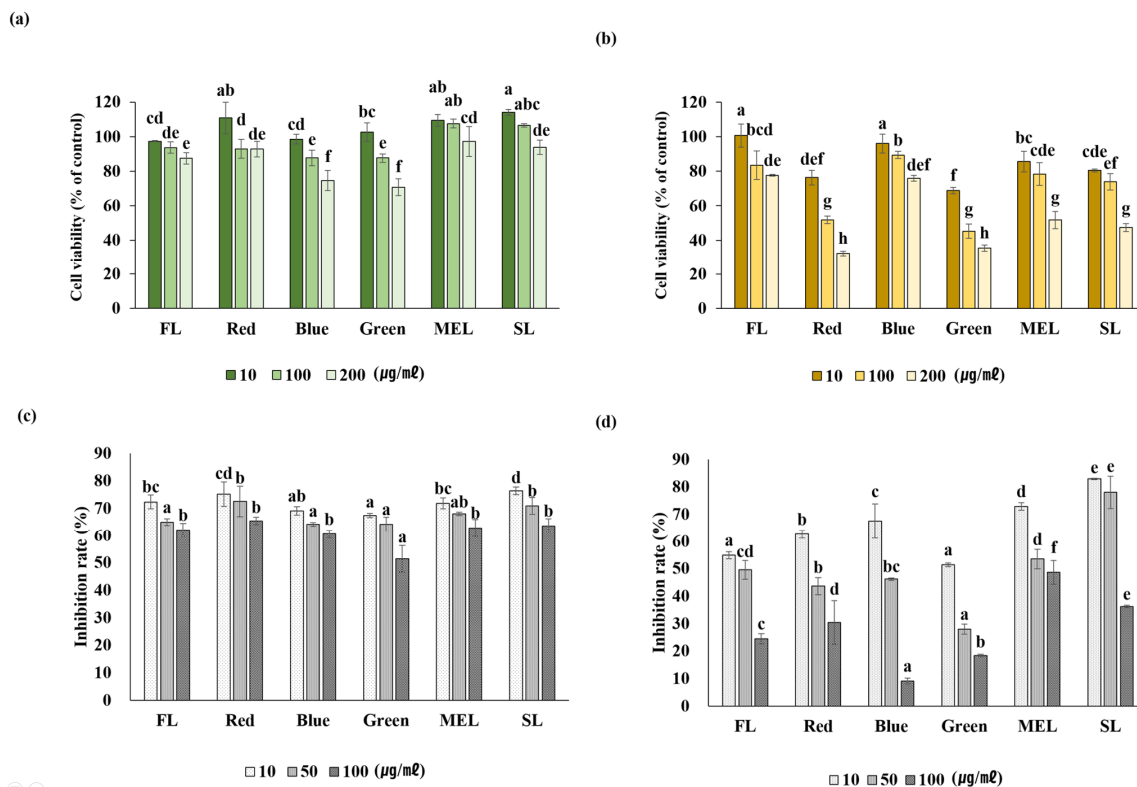 (a)
Cell viability (% of control)
120
100
80
60
40
20
0
cd de e
ab d de
cd e f
bc e f
ab ab cd
a abc de
FL Red Blue Green MEL SL
10 100 200 (μg/mℓ)
(b)
Cell viability (% of control)
120
100
80
60
40
20
0
a bcd de
def g h
a b def
f g h
bc cde g
cde ef g
FL Red Blue Green MEL SL
10 100 200 (μg/mℓ)
(c)
Inhibition rate (%)
90
80
70
60
50
40
30
20
10
0
bc a b
cd b b
ab a b
a a a
bc ab b
d b b
FL Red Blue Green MEL SL
10 50 100 (μg/mℓ)
(d)
Inhibition rate (%)
90
80
70
60
50
40
30
20
10
0
a cd c
b b d
c bc a
a a b
d d f
e e e
FL Red Blue Green MEL SL
10 50 100 (μg/mℓ)